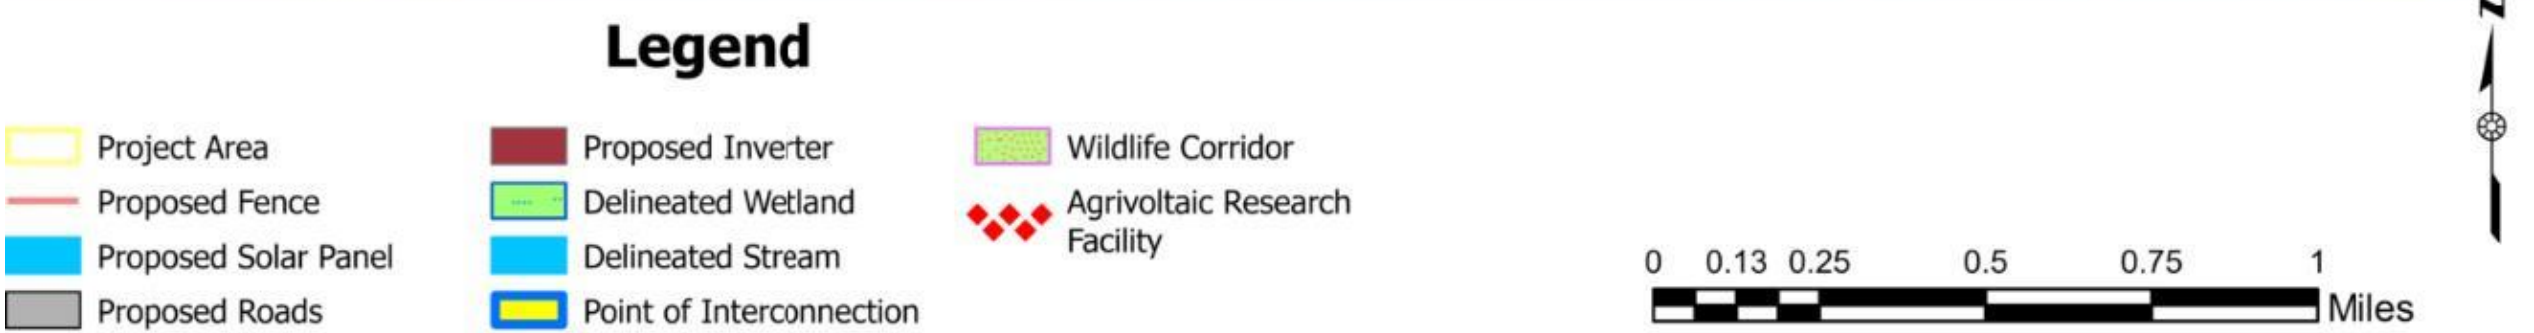 Legend
Project Area
Proposed Fence
Proposed Solar Panel
Proposed Roads
Proposed Inverter
Delineated Wetland
Delineated Stream
Point of Interconnection
Wildlife Corridor
Agrivoltaic Research
Facility
0 0.13 0.25 0.5 0.75 1
Miles